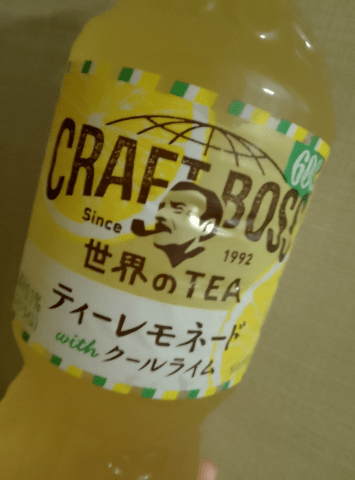 CRAFT BOSS
Since 1992
世界のTEA
ティーレモネード
with クールライム